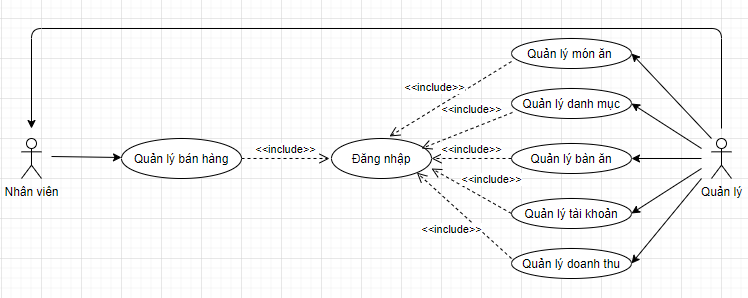 Quản lý món ăn
<<include>>
<<include>>
Quản lý danh mục
Quản lý bán hàng
<<include>>
Đăng nhập
<<include>>
Quản lý bàn ăn
Nhân viên
<<include>>
Quản lý
Quản lý tài khoản
<<include>>
Quản lý doanh thu